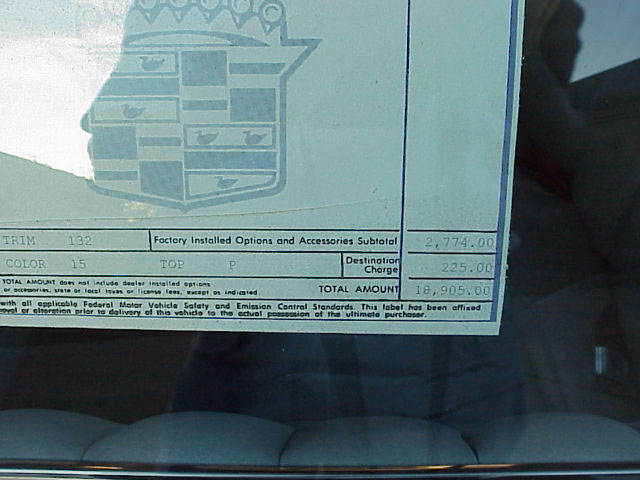 TRIM 132 Factory Installed Options and Accessories Subtotal 2,774.00
COLOR 15 TOP P Destination Charge 225.00
TOTAL AMOUNT does not include dealer installed options
or accessories, state or local taxes or license fees, except as indicated TOTAL AMOUNT 18,905.00
with all applicable Federal Motor Vehicle Safety and Emission Control Standards. This label has been affixed
oval or alteration prior to delivery of this vehicle to the actual possession of the ultimate purchaser.